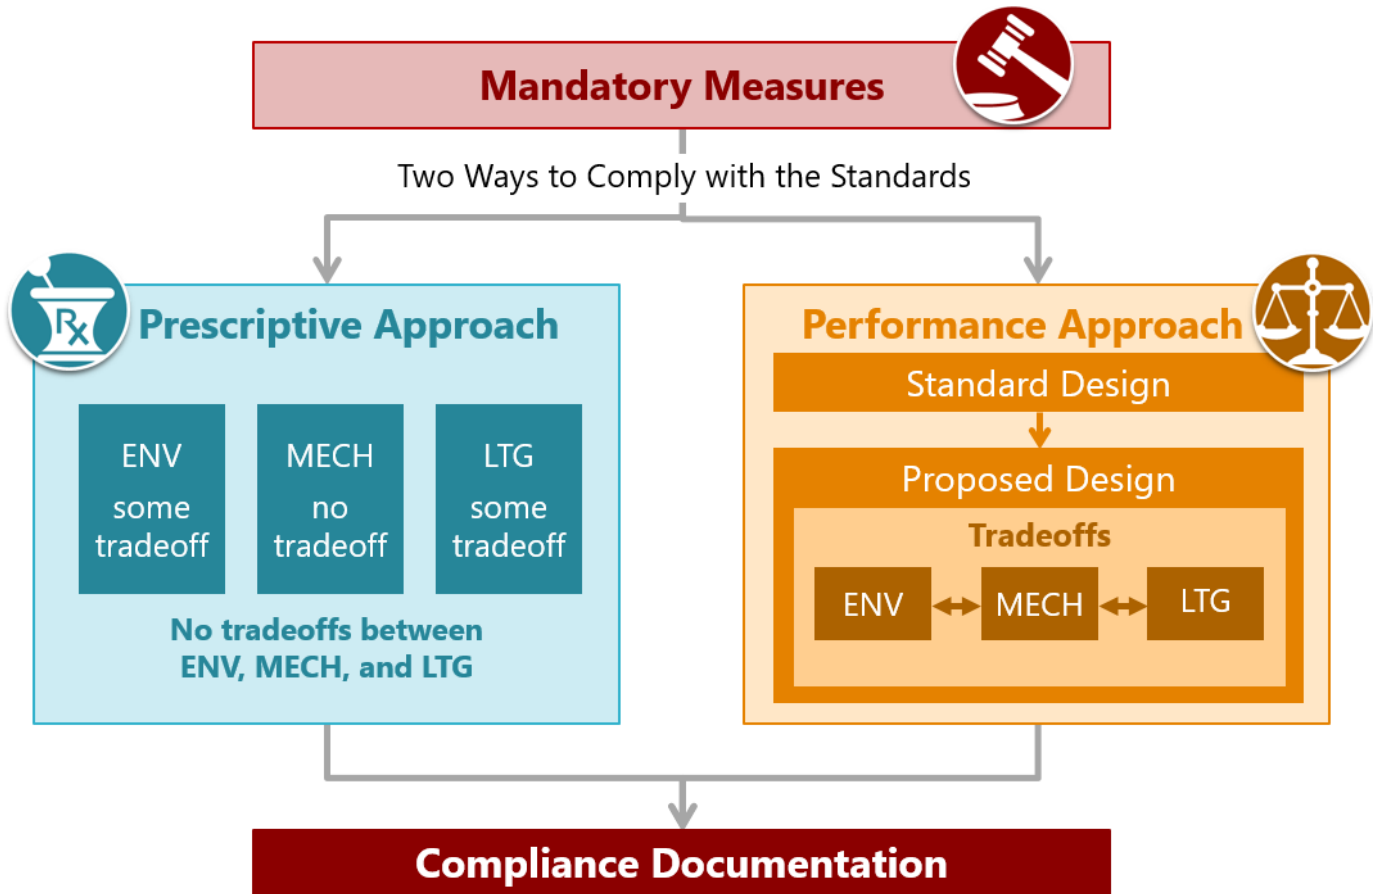 Mandatory Measures
Two Ways to Comply with the Standards
Rx
Prescriptive Approach
ENV
some
tradeoff
MECH
no
tradeoff
LTG
some
tradeoff
No tradeoffs between
ENV, MECH, and LTG
Performance Approach
Standard Design
Proposed Design
Tradeoffs
ENV
MECH
LTG
Compliance Documentation